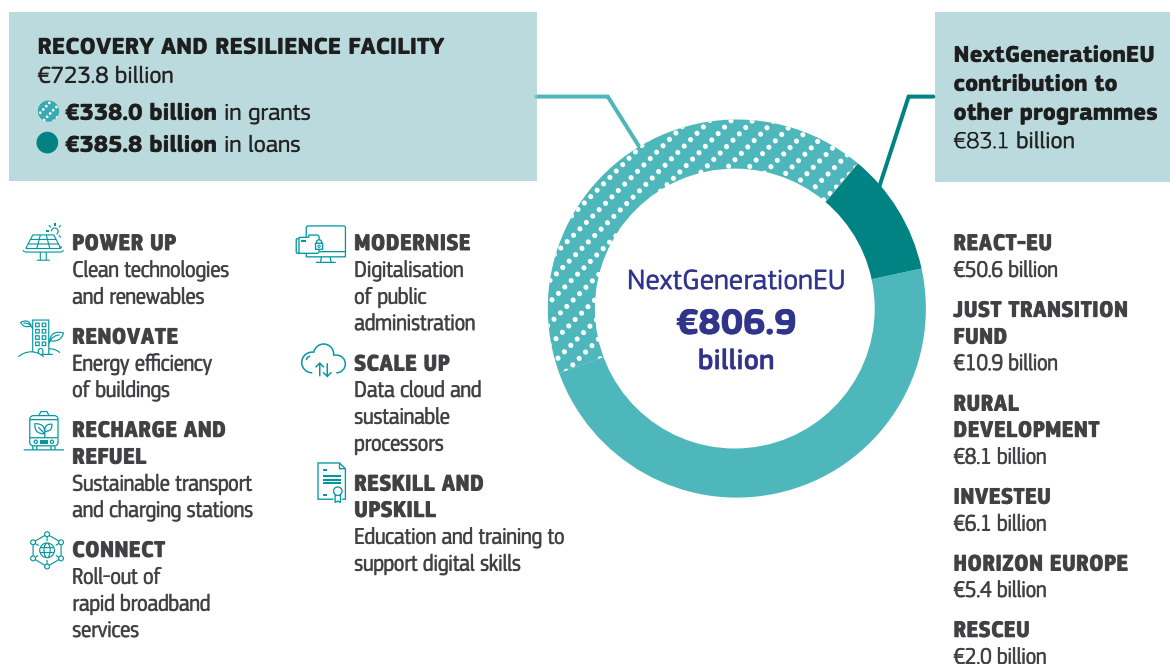 RECOVERY AND RESILIENCE FACILITY
€723.8 billion
€338.0 billion in grants
€385.8 billion in loans
NextGenerationEU
contribution to
other programmes
€83.1 billion
POWER UP
Clean technologies
and renewables
RENOVATE
Energy efficiency
of buildings
RECHARGE AND
REFUEL
Sustainable transport
and charging stations
CONNECT
Roll-out of
rapid broadband
services
MODERNISE
Digitalisation
of public
administration
SCALE UP
Data cloud and
sustainable
processors
RESKILL AND
UPSKILL
Education and training to
support digital skills
NextGenerationEU
€806.9
billion
REACT-EU
€50.6 billion
JUST TRANSITION
FUND
€10.9 billion
RURAL
DEVELOPMENT
€8.1 billion
INVESTEU
€6.1 billion
HORIZON EUROPE
€5.4 billion
RESCEU
€2.0 billion